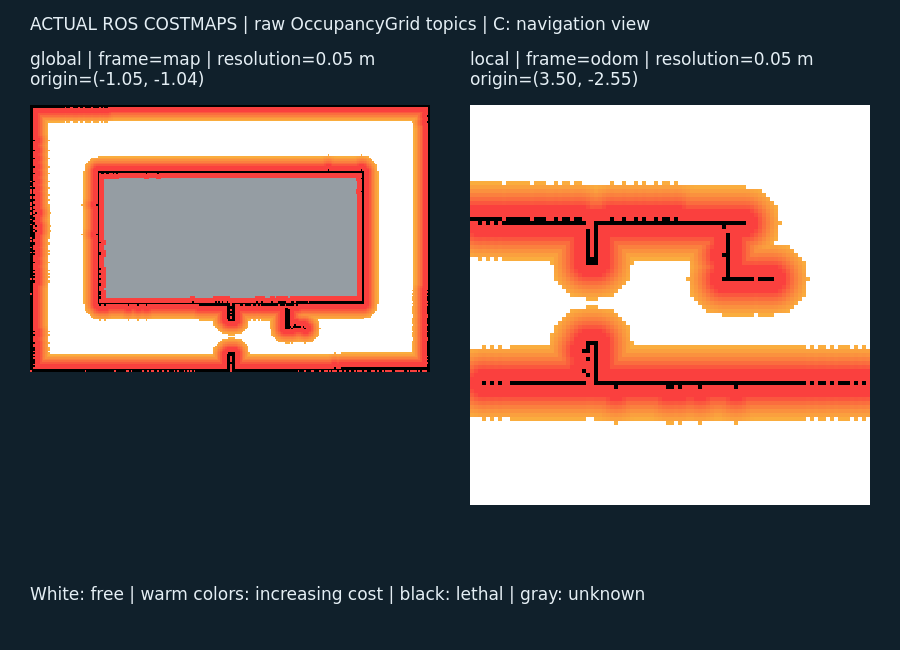 ACTUAL ROS COSTMAPS | raw OccupancyGrid topics | C: navigation view
global | frame=map | resolution=0.05 m
origin=(-1.05, -1.04)
local | frame=odom | resolution=0.05 m
origin=(3.50, -2.55)
White: free | warm colors: increasing cost | black: lethal | gray: unknown